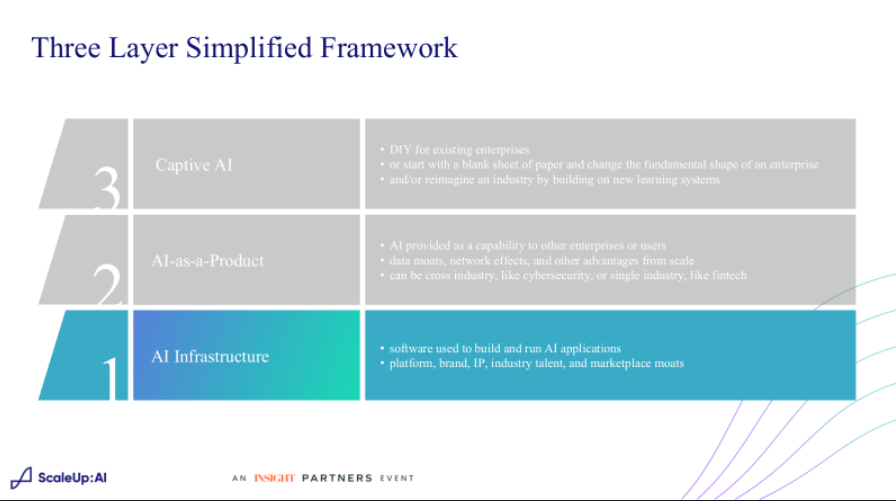 Three Layer Simplified Framework
3
Captive AI
• DIY for existing enterprises
• or start with a blank sheet of paper and change the fundamental shape of an enterprise
• and/or reimagine an industry by building on new learning systems
2
AI-as-a-Product
• AI provided as a capability to other enterprises or users
• data moats, network effects, and other advantages from scale
• can be cross industry, like cybersecurity, or single industry, like fintech
1
AI Infrastructure
• software used to build and run AI applications
• platform, brand, IP, industry talent, and marketplace moats
ScaleUp:AI
AN INSIGHT PARTNERS EVENT